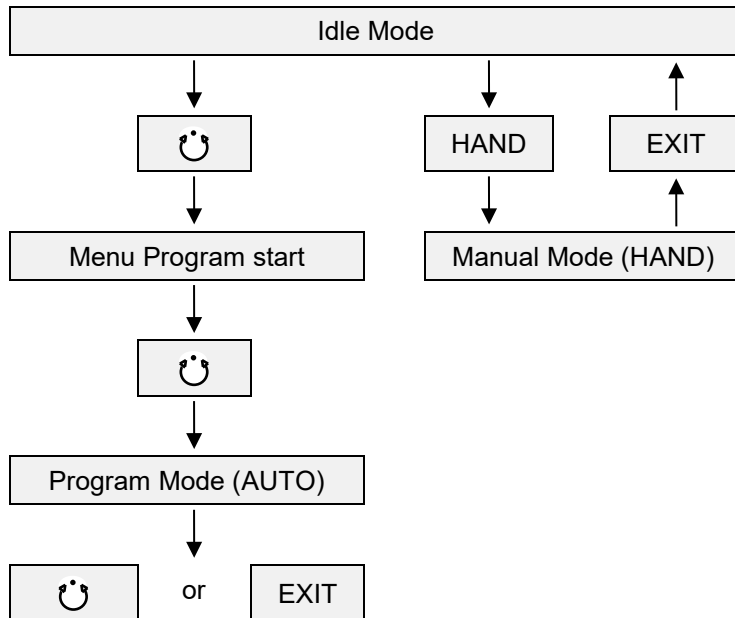 Idle Mode
HAND
EXIT
Menu Program start
Manual Mode (HAND)
Program Mode (AUTO)
or
EXIT